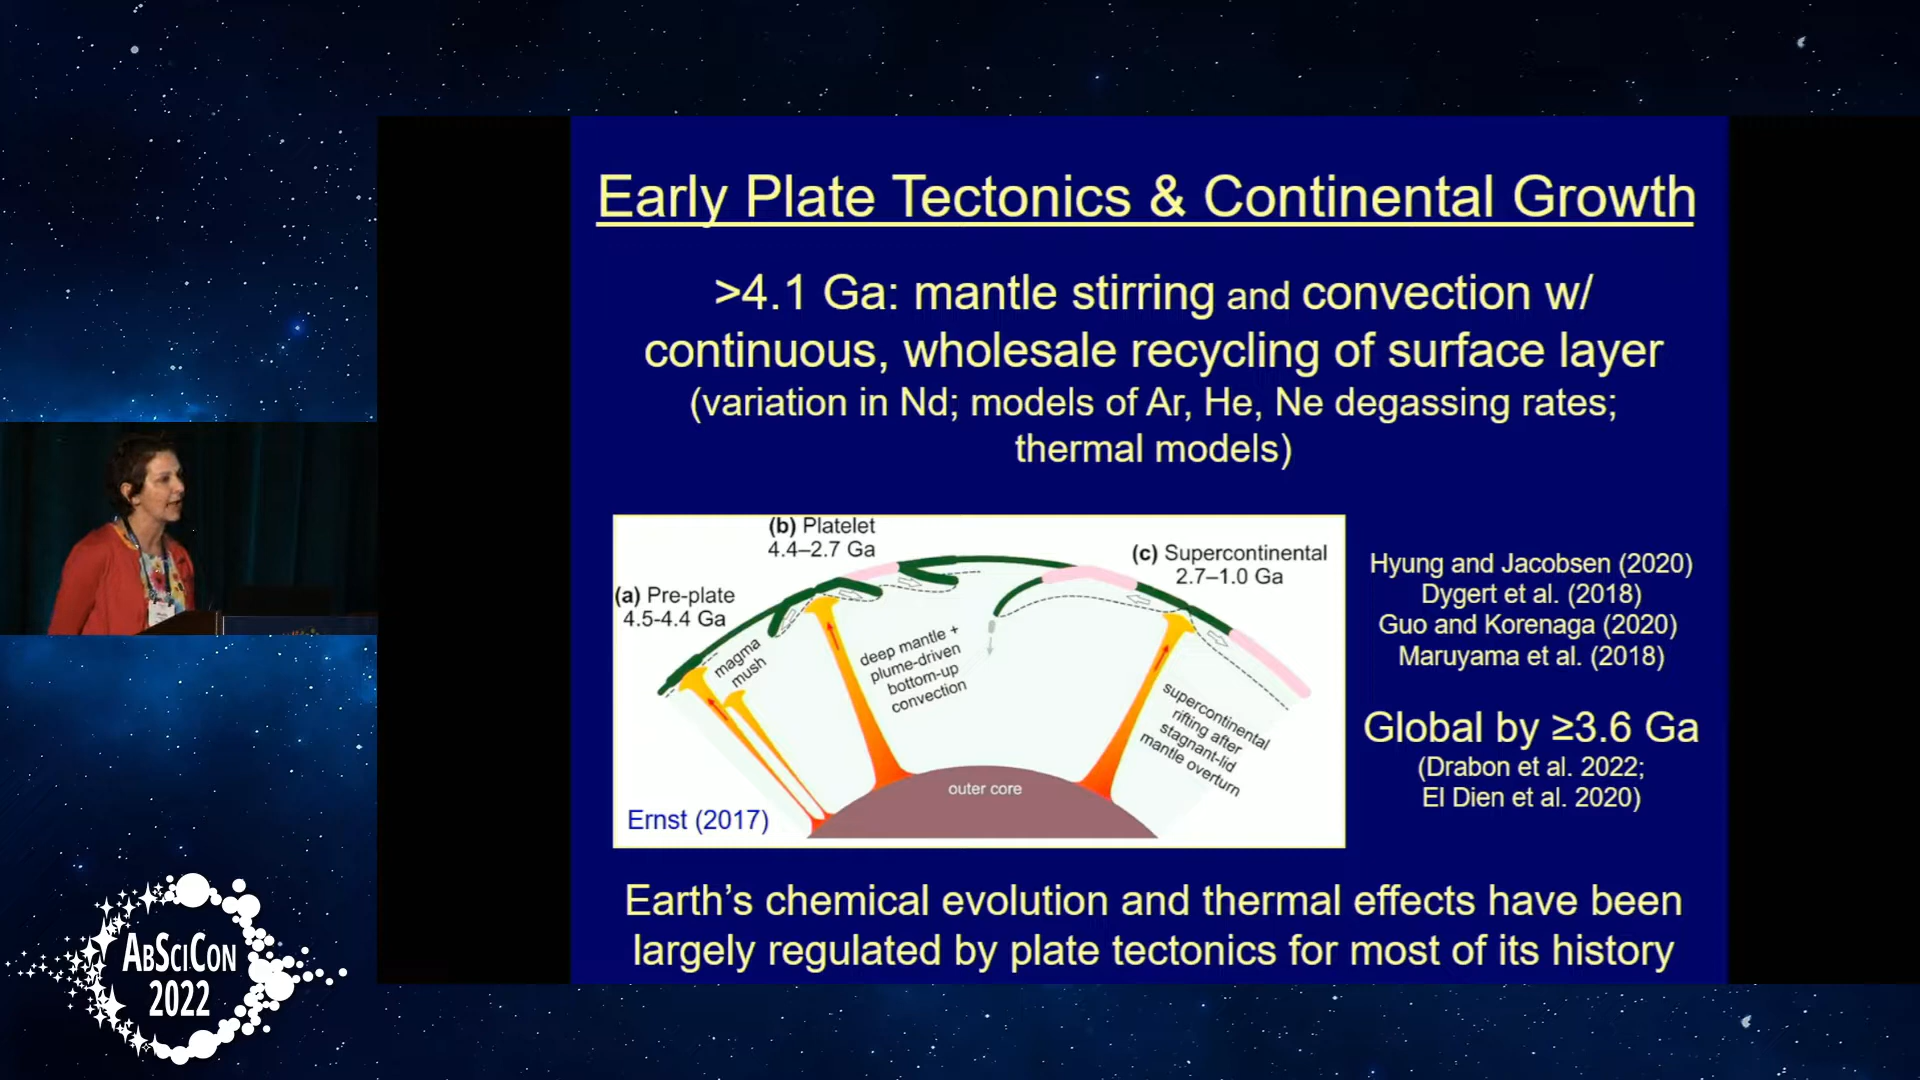 Early Plate Tectonics & Continental Growth
>4.1 Ga: mantle stirring and convection w/
continuous, wholesale recycling of surface layer
(variation in Nd; models of Ar, He, Ne degassing rates;
thermal models)
(a) Pre-plate
4.5-4.4 Ga
(b) Platelet
4.4–2.7 Ga
(c) Supercontinental
2.7–1.0 Ga
magma
mush
deep mantle +
plume-driven
bottom-up
convection
supercontinental
rifting after
stagnant-lid
mantle overturn
outer core
Ernst (2017)
Hyung and Jacobsen (2020)
Dygert et al. (2018)
Guo and Korenaga (2020)
Maruyama et al. (2018)
Global by ≥3.6 Ga
(Drabon et al. 2022;
El Dien et al. 2020)
Earth's chemical evolution and thermal effects have been
largely regulated by plate tectonics for most of its history
ABSCICON
2022